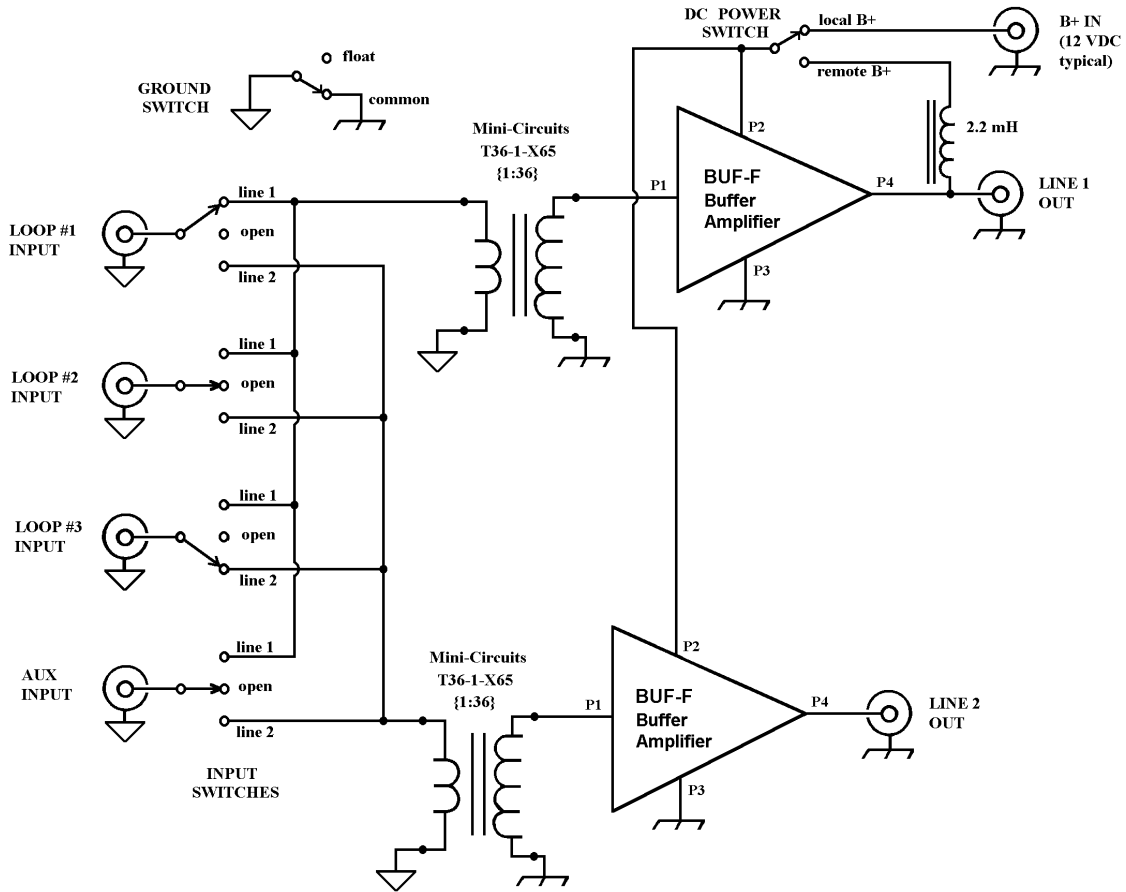 DC POWER
SWITCH
local B+
remote B+
B+ IN
(12 VDC
typical)
float
GROUND
SWITCH
common
Mini-Circuits
T36-1-X65
{1:36}
P2
2.2 mH
P1
BUF-F
Buffer
Amplifier
P4
LINE 1
OUT
P3
LOOP #1
INPUT
line 1
open
line 2
LOOP #2
INPUT
line 1
open
line 2
LOOP #3
INPUT
line 1
open
line 2
AUX
INPUT
line 1
open
line 2
Mini-Circuits
T36-1-X65
{1:36}
P2
P1
BUF-F
Buffer
Amplifier
P4
LINE 2
OUT
P3
INPUT
SWITCHES